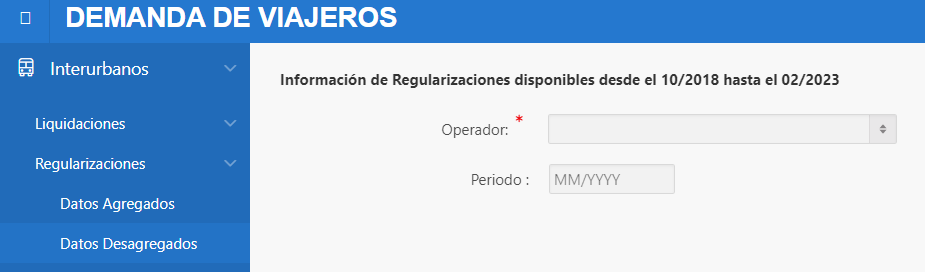 DEMANDA DE VIAJEROS
Interurbanos
Liquidaciones
Regularizaciones
Datos Agregados
Datos Desagregados
Información de Regularizaciones disponibles desde el 10/2018 hasta el 02/2023
Operador: *
Periodo : MM/YYYY